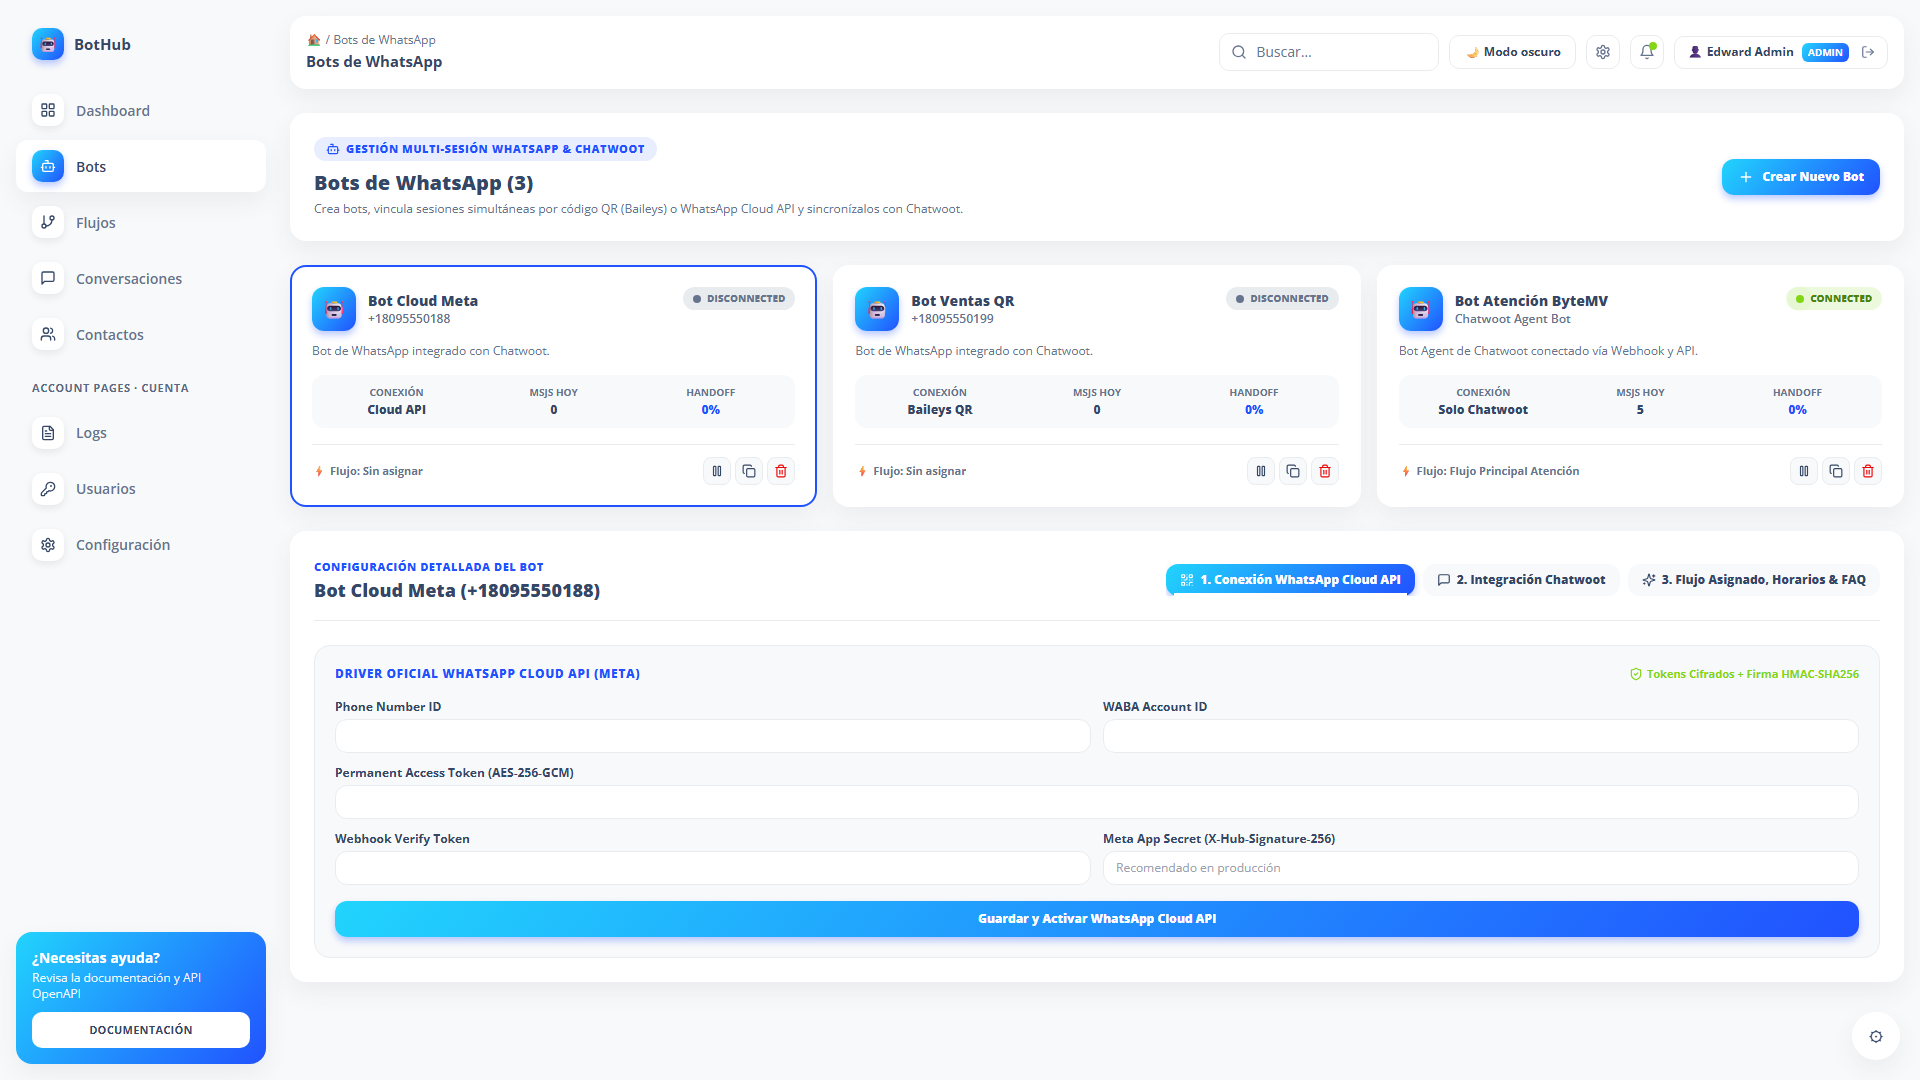 BotHub
Dashboard
Bots
Flujos
Conversaciones
Contactos
ACCOUNT PAGES · CUENTA
Logs
Usuarios
Configuración
¿Necesitas ayuda?
Revisa la documentación y API
OpenAPI
DOCUMENTACIÓN
/ Bots de WhatsApp
Bots de WhatsApp
Buscar...
Modo oscuro
Edward Admin ADMIN
GESTIÓN MULTI-SESIÓN WHATSAPP & CHATWOOT
Bots de WhatsApp (3)
Crea bots, vincula sesiones simultáneas por código QR (Baileys) o WhatsApp Cloud API y sincronízalos con Chatwoot.
Crear Nuevo Bot
Bot Cloud Meta
+18095550188
DISCONNECTED
Bot de WhatsApp integrado con Chatwoot.
CONEXIÓN MSJS HOY HANDOFF
Cloud API 0 0%
Flujo: Sin asignar
Bot Ventas QR
+18095550199
DISCONNECTED
Bot de WhatsApp integrado con Chatwoot.
CONEXIÓN MSJS HOY HANDOFF
Baileys QR 0 0%
Flujo: Sin asignar
Bot Atención ByteMV
Chatwoot Agent Bot
CONNECTED
Bot Agent de Chatwoot conectado vía Webhook y API.
CONEXIÓN MSJS HOY HANDOFF
Solo Chatwoot 5 0%
Flujo: Flujo Principal Atención
CONFIGURACIÓN DETALLADA DEL BOT
Bot Cloud Meta (+18095550188)
1. Conexión WhatsApp Cloud API
2. Integración Chatwoot
3. Flujo Asignado, Horarios & FAQ
DRIVER OFICIAL WHATSAPP CLOUD API (META)
Tokens Cifrados + Firma HMAC-SHA256
Phone Number ID
WABA Account ID
Permanent Access Token (AES-256-GCM)
Webhook Verify Token
Meta App Secret (X-Hub-Signature-256)
Recomendado en producción
Guardar y Activar WhatsApp Cloud API